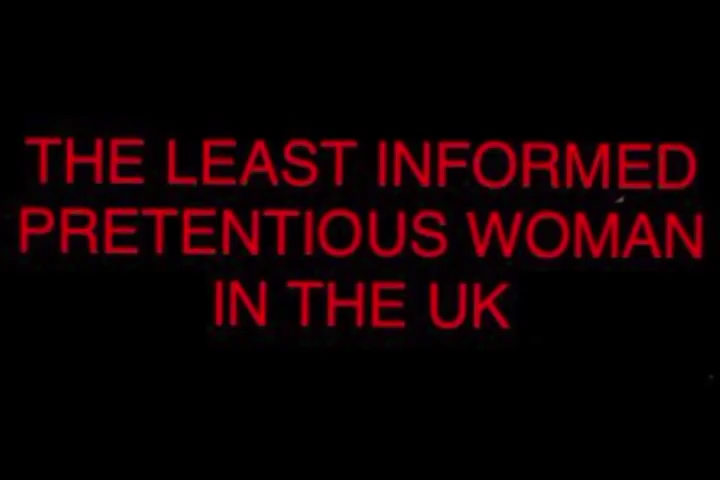 THE LEAST INFORMED
PRETENTIOUS WOMAN
IN THE UK